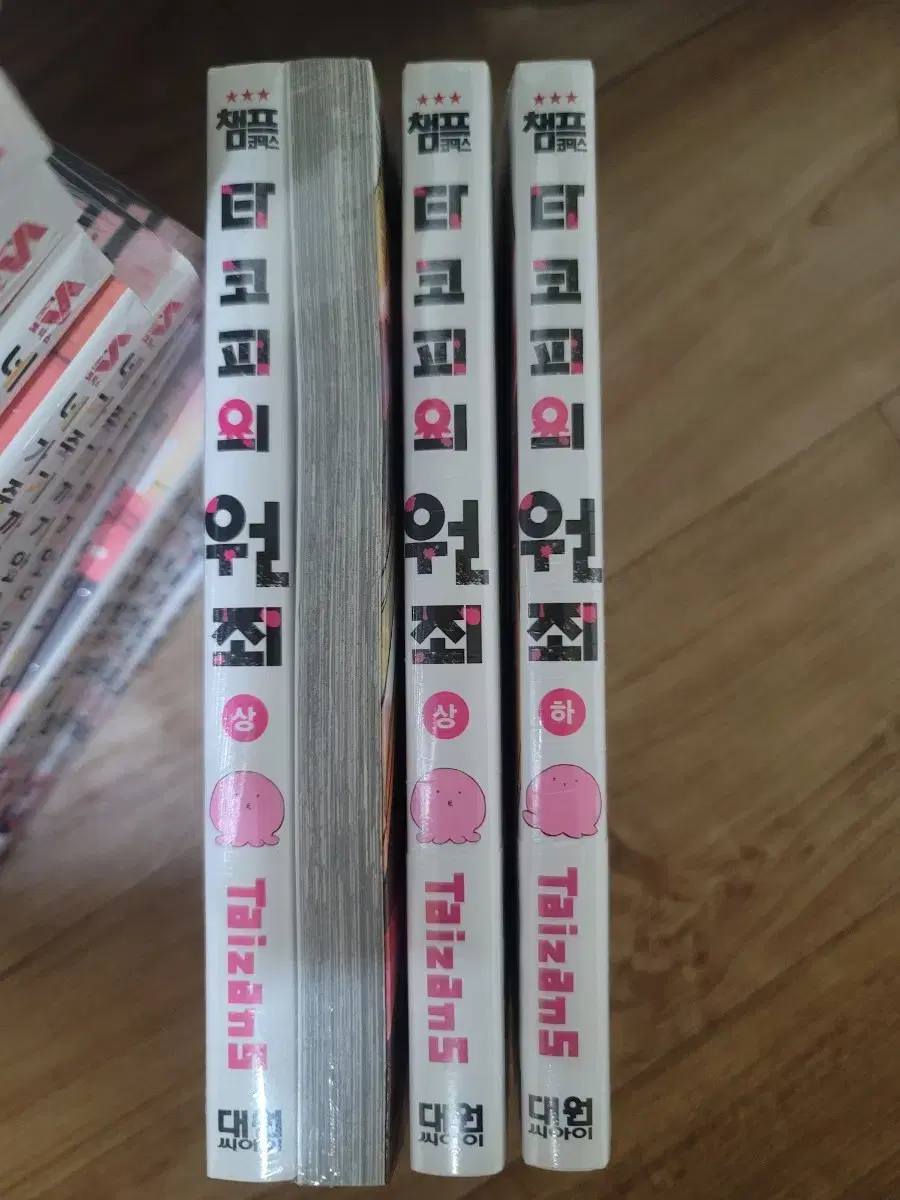 챔프
코믹스
타코피의
원죄
상
Taizan5
대원
씨아이
챔프
코믹스
타코피의
원죄
상
Taizan5
대원
씨아이
챔프
코믹스
타코피의
원죄
하
Taizan5
대원
씨아이